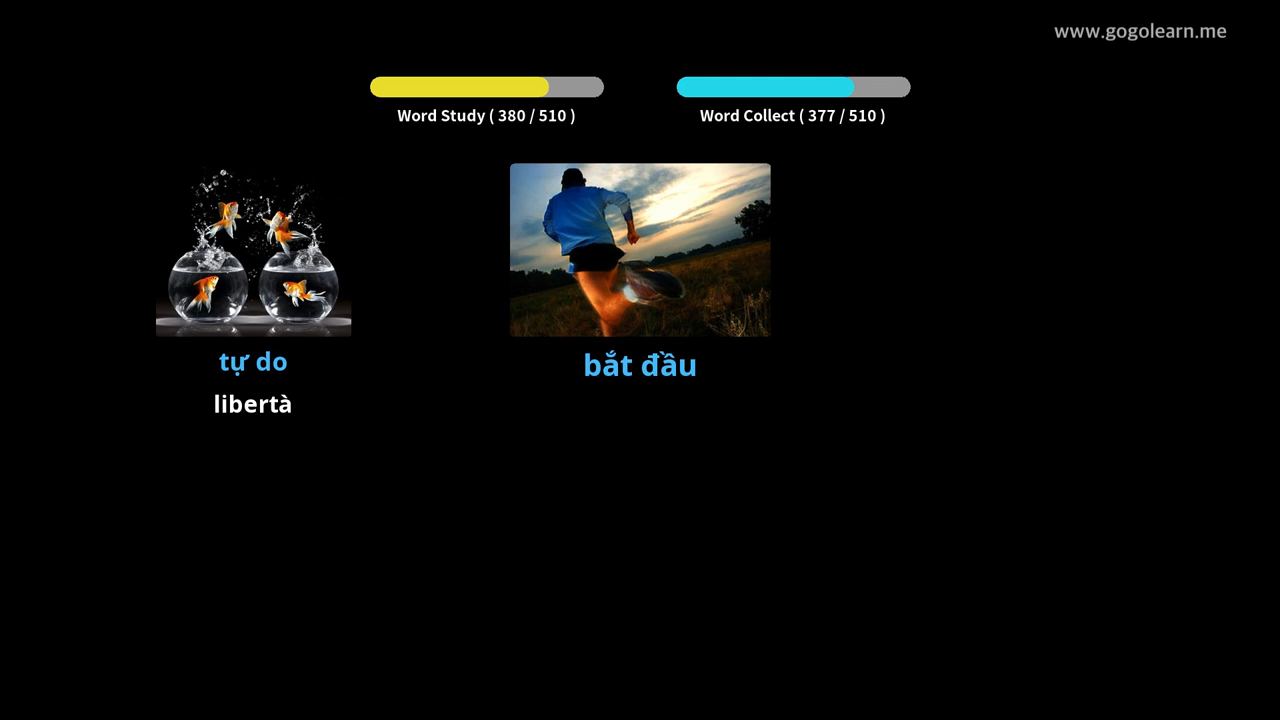 www.gogolearn.me
Word Study ( 380 / 510 )
Word Collect ( 377 / 510 )
tự do
libertà
bắt đầu